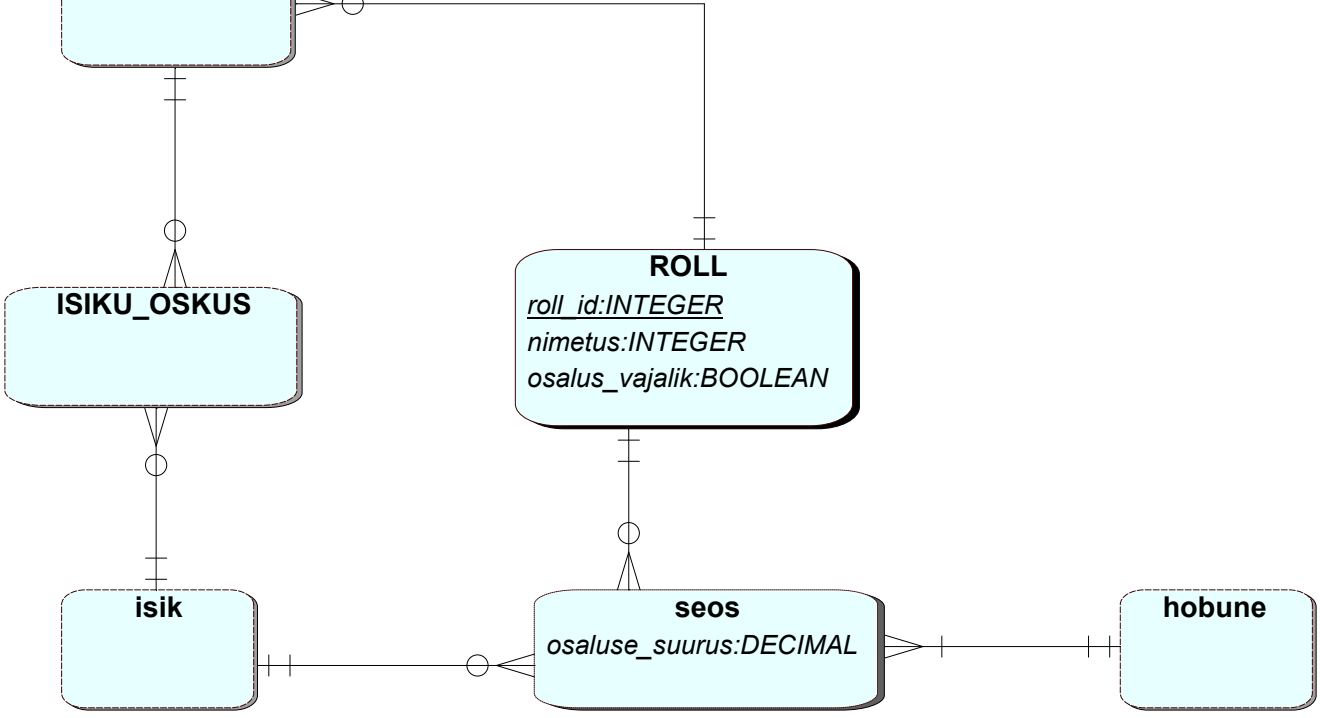 ROLL
roll_id:INTEGER
nimetus:INTEGER
osalus_vajalik:BOOLEAN
ISIKU_OSKUS
isik
seos
osaluse_suurus:DECIMAL
hobune